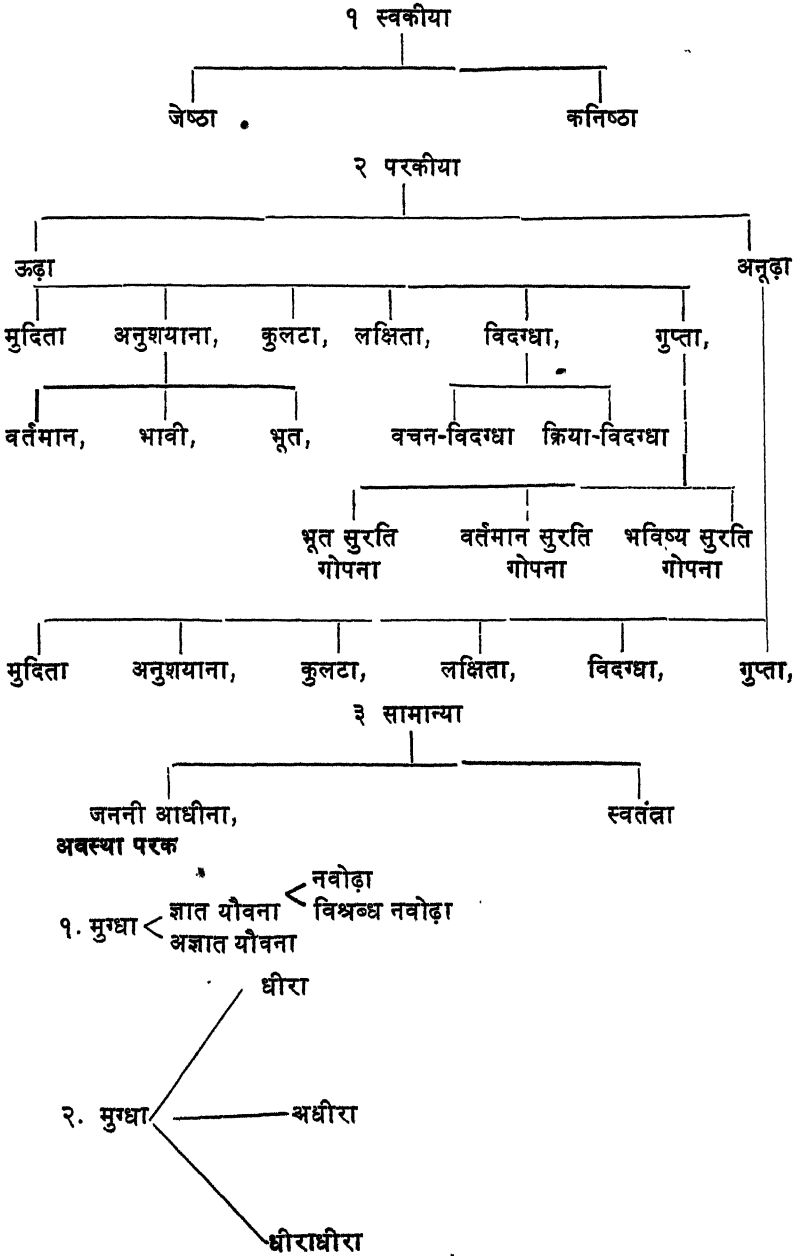 १ स्वकीया
जेष्ठा कनिष्ठा
२ परकीया
ऊढ़ा अनूढ़ा
मुदिता अनुशयाना, कुलटा, लक्षिता, विदग्धा, गुप्ता,
वर्तमान, भावी, भूत, वचन-विदग्धा क्रिया-विदग्धा
भूत सुरति वर्तमान सुरति भविष्य सुरति
गोपना गोपना गोपना
मुदिता अनुशयाना, कुलटा, लक्षिता, विदग्धा, गुप्ता,
३ सामान्या
जननी आधीना, स्वतंत्रा
अवस्था परक
नवोढ़ा
१. मुग्धा < ज्ञात यौवना < विश्रब्ध नवोढ़ा
अज्ञात यौवना
धीरा
२. मुग्धा अधीरा
धीराधीरा